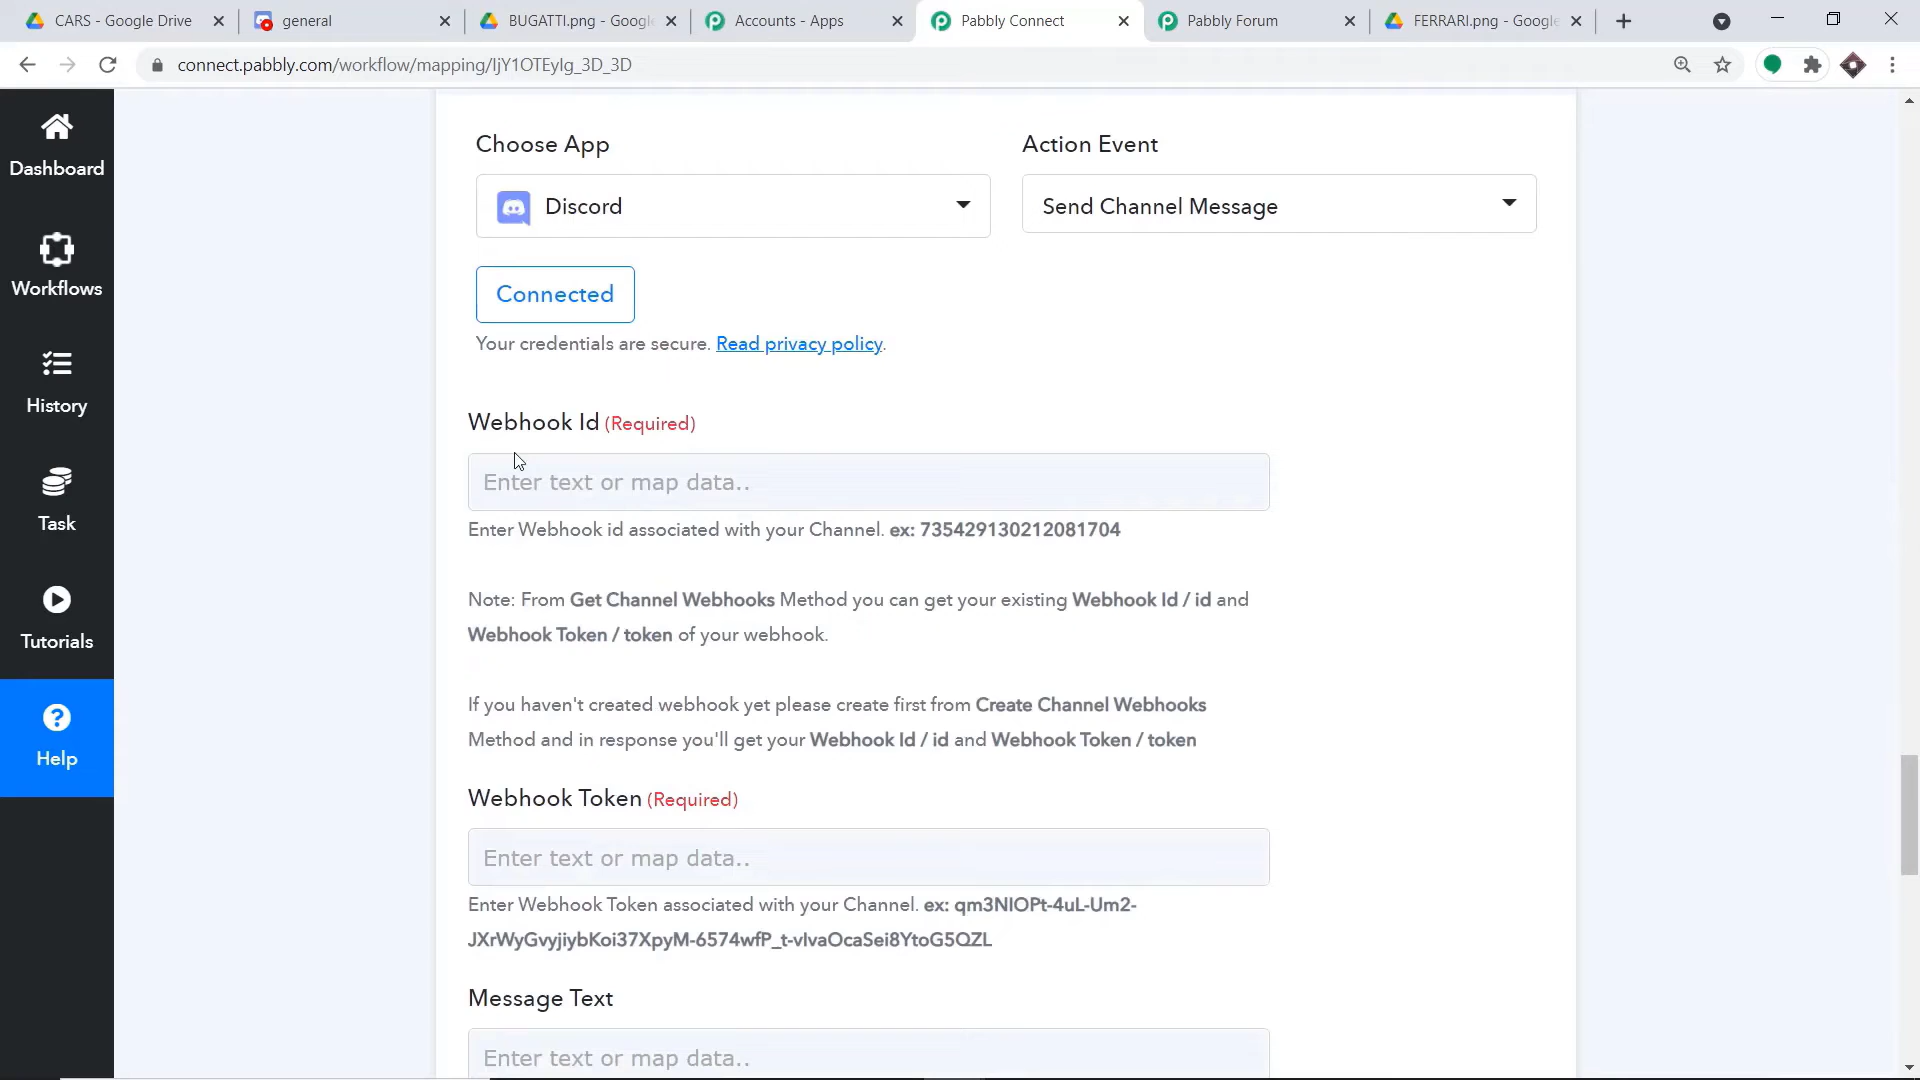 CARS - Google Drive
general
BUGATTI.png - Google
Accounts - Apps
Pabbly Connect
Pabbly Forum
FERRARI.png - Google
connect.pabbly.com/workflow/mapping/IjY1OTEyIg_3D_3D
Dashboard
Workflows
History
Task
Tutorials
Help
Choose App
Action Event
Discord
Send Channel Message
Connected
Your credentials are secure. Read privacy policy.
Webhook Id (Required)
Enter text or map data..
Enter Webhook id associated with your Channel. ex: 735429130212081704
Note: From Get Channel Webhooks Method you can get your existing Webhook Id / id and
Webhook Token / token of your webhook.
If you haven't created webhook yet please create first from Create Channel Webhooks
Method and in response you'll get your Webhook Id / id and Webhook Token / token
Webhook Token (Required)
Enter text or map data..
Enter Webhook Token associated with your Channel. ex: qm3NIOPt-4uL-Um2-
JXrWyGvyjiybKoi37XpyM-6574wfP_t-vIvaOcaSei8YtoG5QZL
Message Text
Enter text or map data..